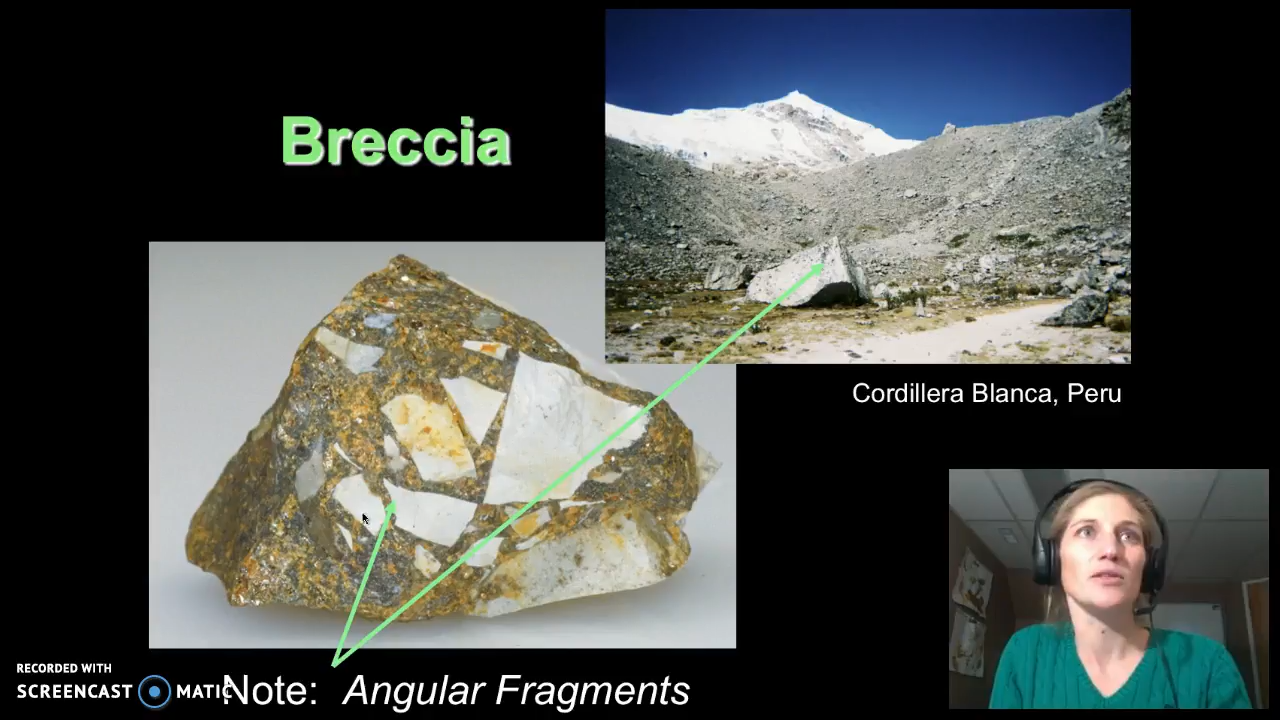 Breccia
Cordillera Blanca, Peru
RECORDED WITH
SCREENCAST MATIC
Note: Angular Fragments